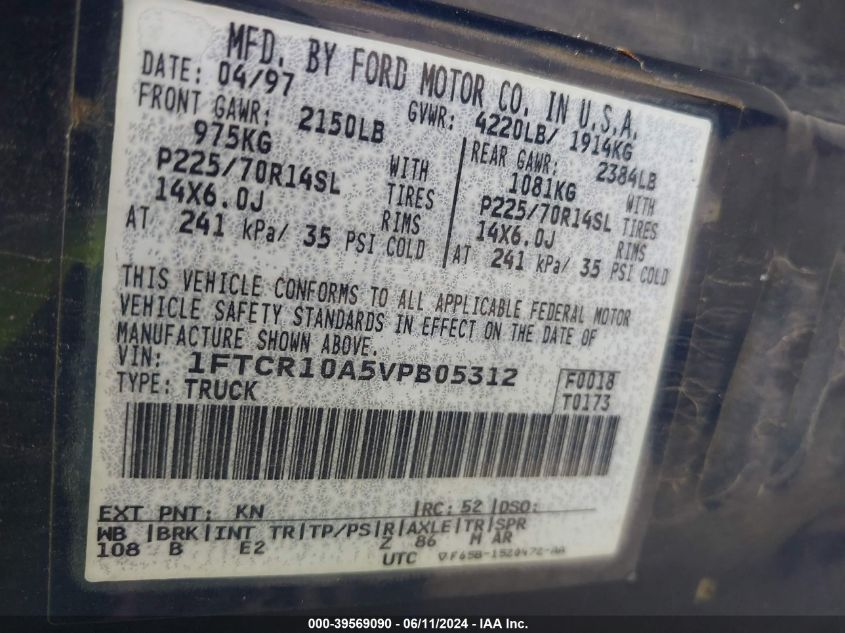 MFD. BY FORD MOTOR CO. IN U.S.A.
DATE: 04/97 GVWR: 4220LB/ 1914KG
FRONT GAWR: 2150LB REAR GAWR: 2384LB
975KG WITH 1081KG WITH
P225/70R14SL TIRES P225/70R14SL TIRES
14X6.0J RIMS 14X6.0J RIMS
AT 241 kPa/ 35 PSI COLD AT 241 kPa/ 35 PSI COLD
THIS VEHICLE CONFORMS TO ALL APPLICABLE FEDERAL MOTOR
VEHICLE SAFETY STANDARDS IN EFFECT ON THE DATE OF
MANUFACTURE SHOWN ABOVE.
VIN: 1FTCR10A5VPB05312 F0018
TYPE: TRUCK T0173
EXT PNT: KN RC: 52 DSO:
WB BRK INT TR TP/PS R AXLE TR SPR
108 B E2 Z 86 M AR
UTC
000-39569090 - 06/11/2024 - IAA Inc.